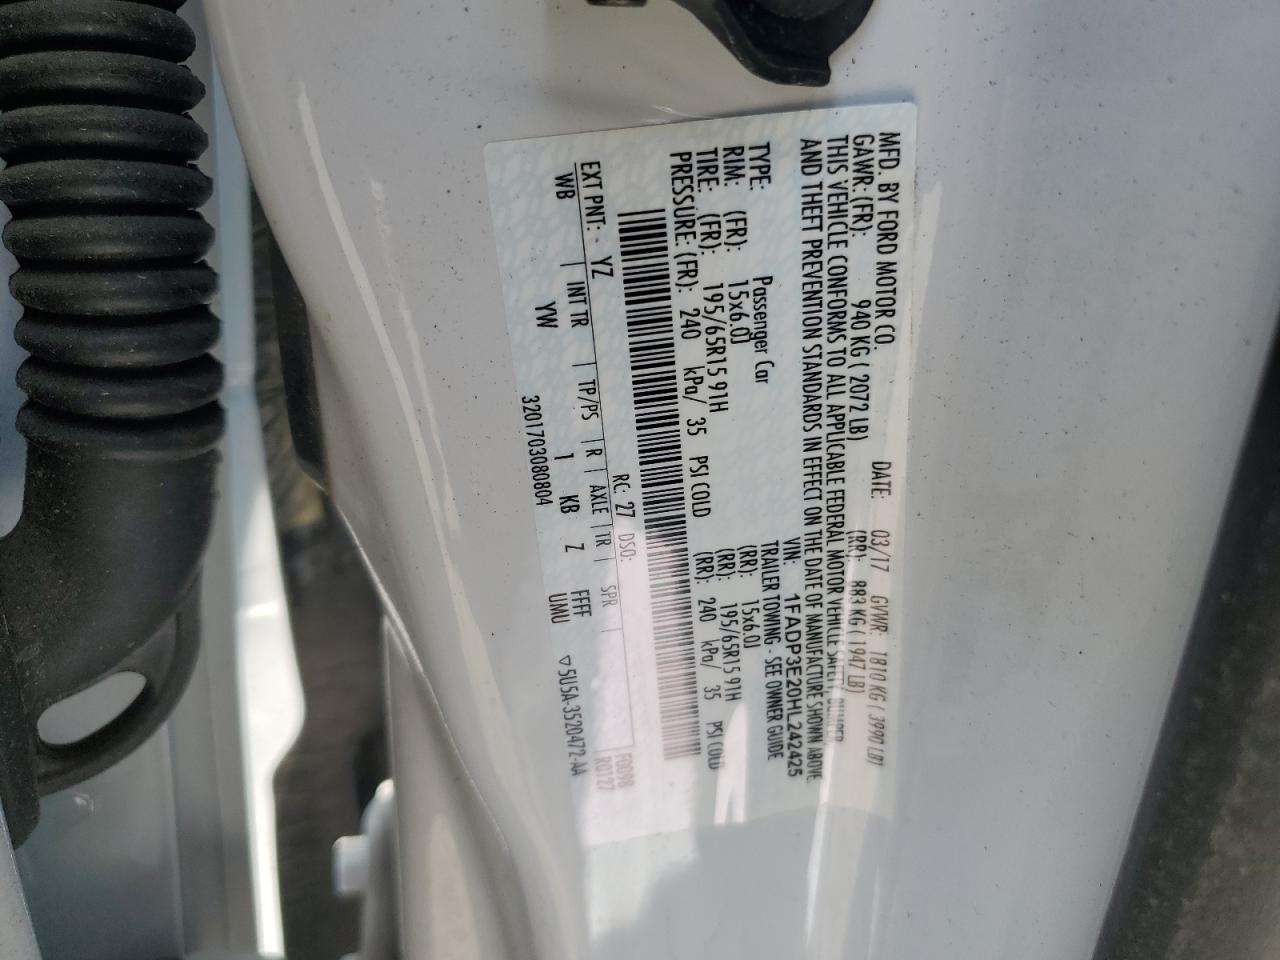 MFD. BY FORD MOTOR CO.
DATE: 03/17 GVWR: 1810 KG ( 3990 LB)
GAWR: (FR): 940 KG ( 2072 LB) (RR): 883 KG ( 1947 LB)
THIS VEHICLE CONFORMS TO ALL APPLICABLE FEDERAL MOTOR VEHICLE SAFETY, BUMPER,
AND THEFT PREVENTION STANDARDS IN EFFECT ON THE DATE OF MANUFACTURE SHOWN ABOVE.
VIN: 1FADP3E20HL242425
TYPE: Passenger Car TRAILER TOWING - SEE OWNER GUIDE
RIM: (FR): 15x6.0J (RR): 15x6.0J
TIRE: (FR): 195/65R15 91H (RR): 195/65R15 91H
PRESSURE: (FR): 240 kPa/ 35 PSI COLD (RR): 240 kPa/ 35 PSI COLD
EXT PNT: YZ RC: 27 DSO: F0098
WB | INT TR | TP/PS | R | AXLE | TR | SPR | R0127
YW 1 KB Z FFFF
3201703080804 UMU ▽5U5A-3520472-AA